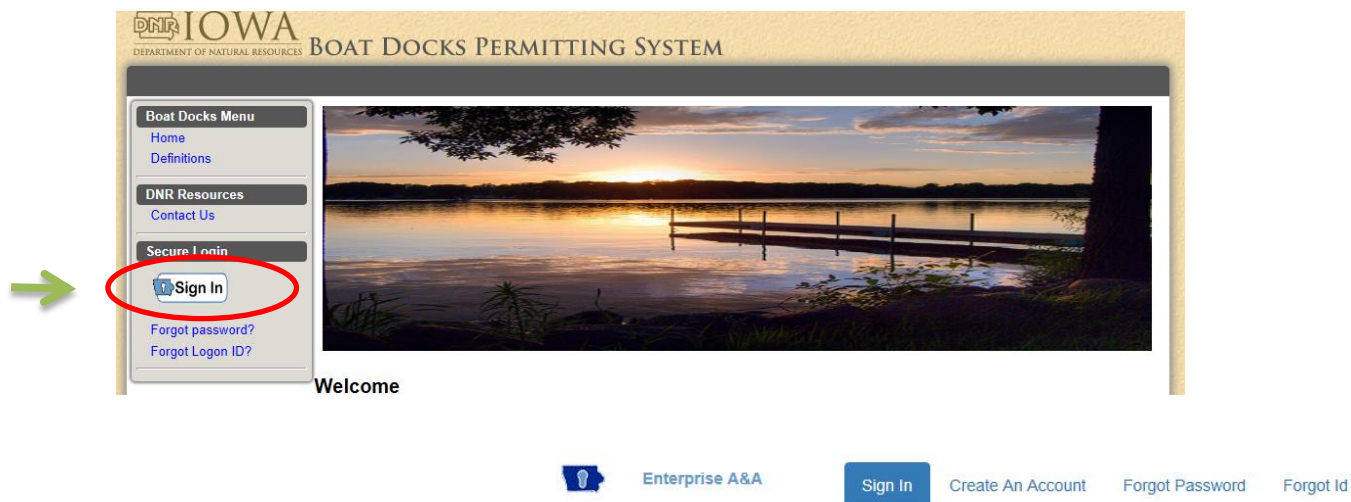 DNR IOWA
DEPARTMENT OF NATURAL RESOURCES
BOAT DOCKS PERMITTING SYSTEM
Boat Docks Menu
Home
Definitions
DNR Resources
Contact Us
Secure Login
Sign In
Forgot password?
Forgot Logon ID?
Welcome
Enterprise A&A Sign In Create An Account Forgot Password Forgot Id